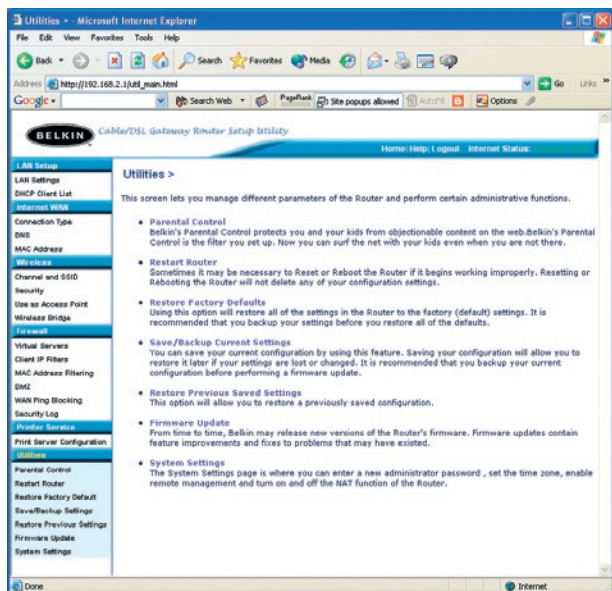 Utilities > - Microsoft Internet Explorer
File Edit View Favorites Tools Help
Back Search Favorites Media
Address http://192.168.2.1/util_main.html Go Links »
Google Search Web PageRank Site popups allowed AutoFill Options
BELKIN Cable/DSL Gateway Router Setup Utility
Home|Help|Logout Internet Status:
LAN Setup
LAN Settings
DHCP Client List
Internet WAN
Connection Type
DNS
MAC Address
Wireless
Channel and SSID
Security
Use as Access Point
Wireless Bridge
Firewall
Virtual Servers
Client IP Filters
MAC Address Filtering
DMZ
WAN Ping Blocking
Security Log
Printer Service
Print Server Configuration
Utilities
Parental Control
Restart Router
Restore Factory Default
Save/Backup Settings
Restore Previous Settings
Firmware Update
System Settings
Utilities >
This screen lets you manage different parameters of the Router and perform certain administrative functions.
• Parental Control
Belkin's Parental Control protects you and your kids from objectionable content on the web.Belkin's Parental
Control is the filter you set up. Now you can surf the net with your kids even when you are not there.
• Restart Router
Sometimes it may be necessary to Reset or Reboot the Router if it begins working improperly. Resetting or
Rebooting the Router will not delete any of your configuration settings.
• Restore Factory Defaults
Using this option will restore all of the settings in the Router to the factory (default) settings. It is
recommended that you backup your settings before you restore all of the defaults.
• Save/Backup Current Settings
You can save your current configuration by using this feature. Saving your configuration will allow you to
restore it later if your settings are lost or changed. It is recommended that you backup your current
configuration before performing a firmware update.
• Restore Previous Saved Settings
This option will allow you to restore a previously saved configuration.
• Firmware Update
From time to time, Belkin may release new versions of the Router's firmware. Firmware updates contain
feature improvements and fixes to problems that may have existed.
• System Settings
The System Settings page is where you can enter a new administrator password , set the time zone, enable
remote management and turn on and off the NAT function of the Router.
Done Internet